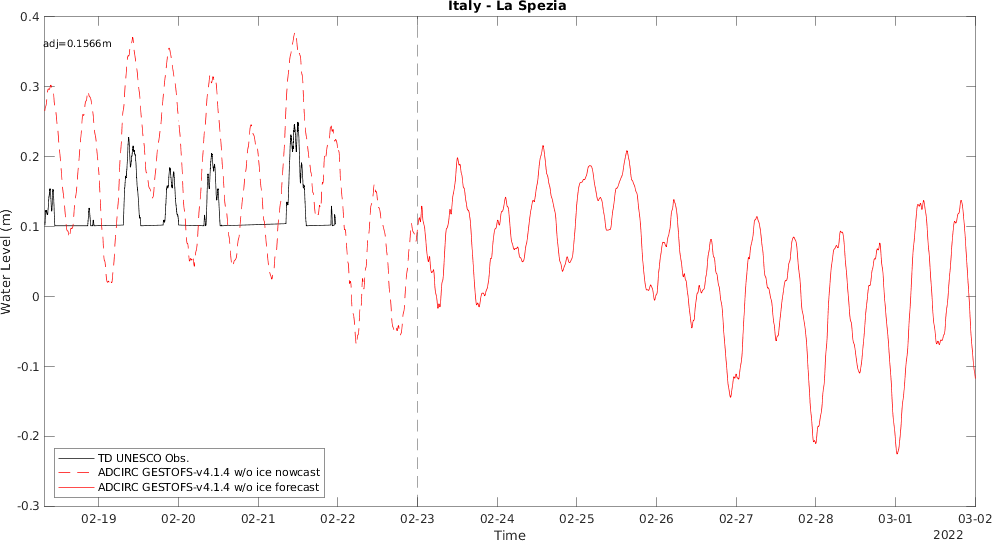 Italy - La Spezia
0.4
adj=0.1566m
0.3
0.2
0.1
0
-0.1
-0.2
-0.3
Water Level (m)
TD UNESCO Obs.
ADCIRC GESTOFS-v4.1.4 w/o ice nowcast
ADCIRC GESTOFS-v4.1.4 w/o ice forecast
02-19 02-20 02-21 02-22 02-23 02-24 02-25 02-26 02-27 02-28 03-01 03-02
Time
2022